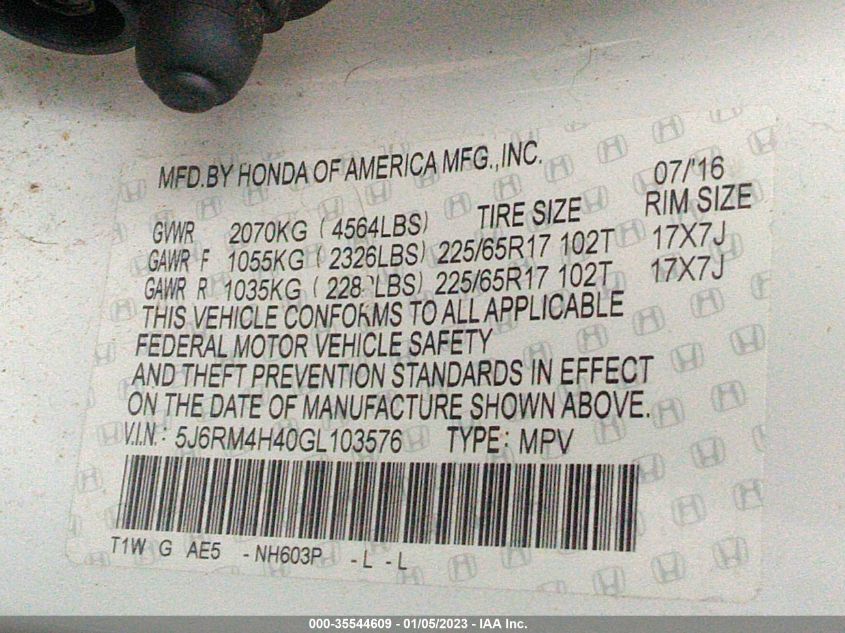 MFD.BY HONDA OF AMERICA MFG.,INC. 07/'16
GVWR 2070KG (4564LBS) TIRE SIZE RIM SIZE
GAWR F 1055KG (2326LBS) 225/65R17 102T 17X7J
GAWR R 1035KG 225/65R17 102T 17X7J
THIS VEHICLE CONFORMS TO ALL APPLICABLE
FEDERAL MOTOR VEHICLE SAFETY
AND THEFT PREVENTION STANDARDS IN EFFECT
ON THE DATE OF MANUFACTURE SHOWN ABOVE.
V.I.N: 5J6RM4H40GL103576 TYPE: MPV
T1W G AE5 -NH603P -L -L
000-35544609 - 01/05/2023 - IAA Inc.